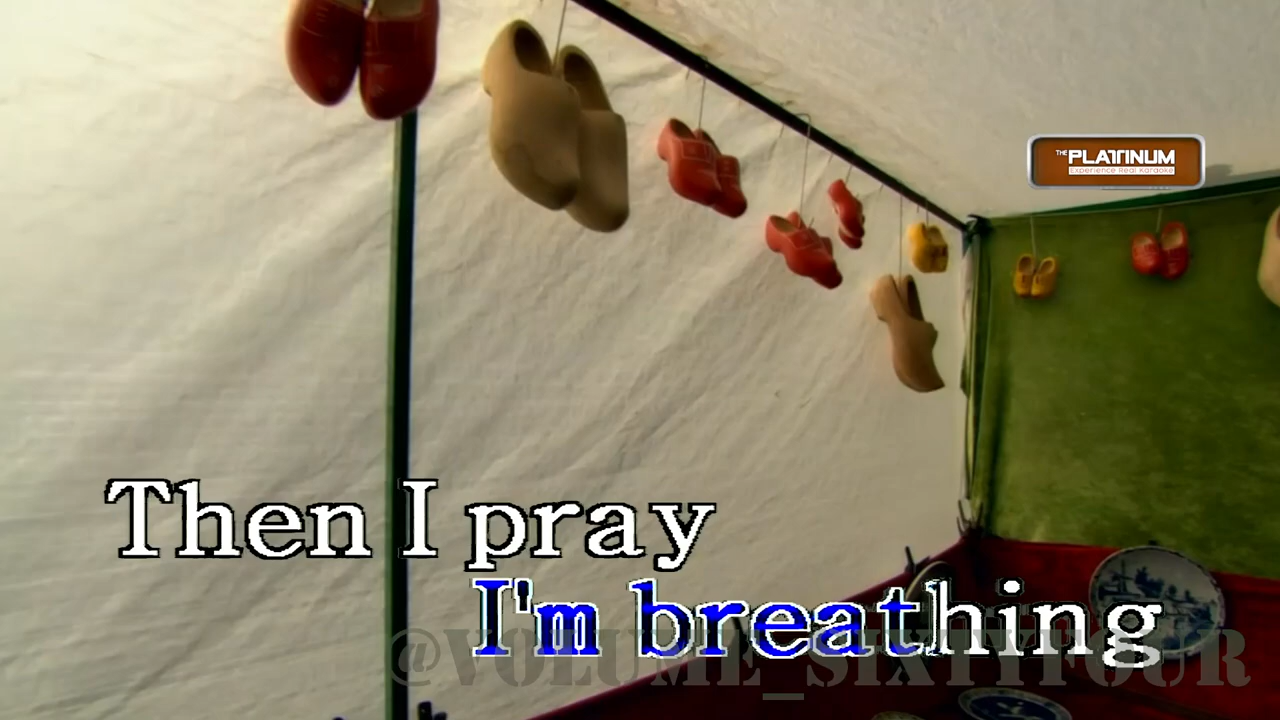 THE PLATINUM
Experience Real Karaoke
Then I pray
I'm breathing
@VOLUME_SIXTYFOUR